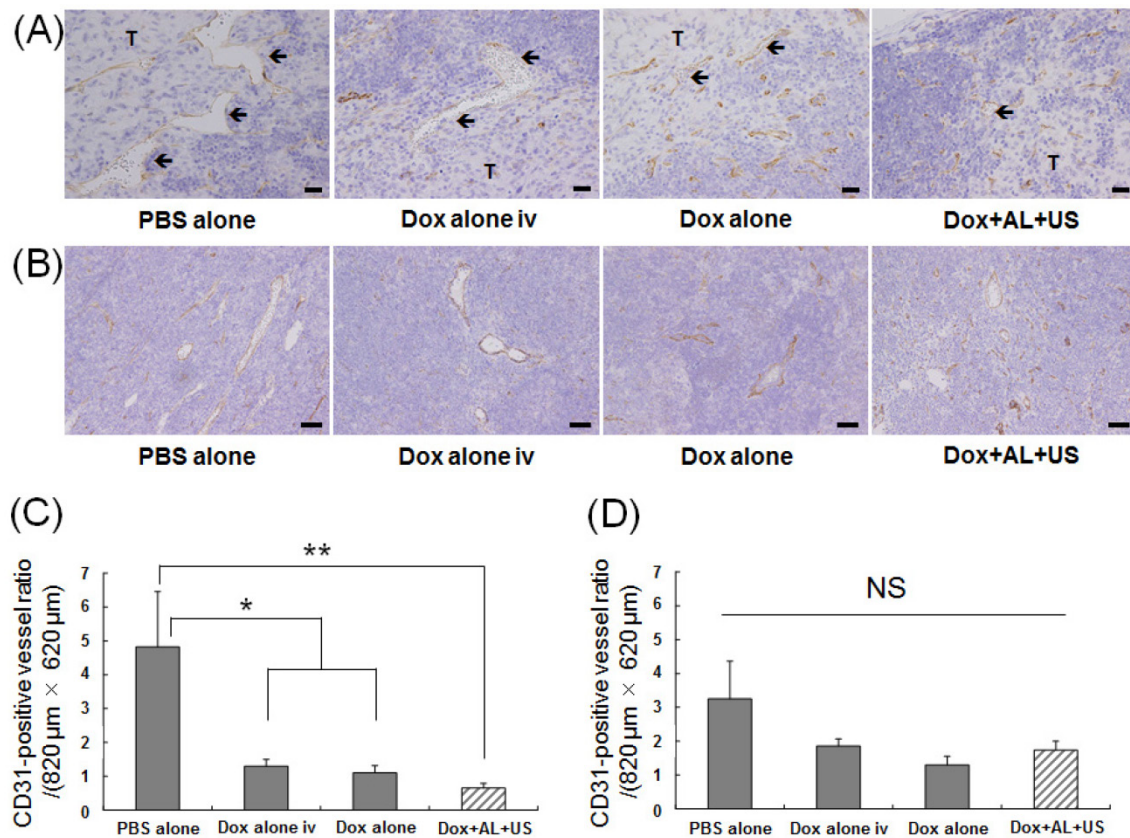 (A)
T
T
T
T
PBS alone
Dox alone iv
Dox alone
Dox+AL+US
(B)
PBS alone
Dox alone iv
Dox alone
Dox+AL+US
(C)
CD31-positive vessel ratio
/(820 μm × 620 μm)
7
6
5
4
3
2
1
0
**
*
PBS alone
Dox alone iv
Dox alone
Dox+AL+US
(D)
CD31-positive vessel ratio
/(820 μm × 620 μm)
7
6
5
4
3
2
1
0
NS
PBS alone
Dox alone iv
Dox alone
Dox+AL+US